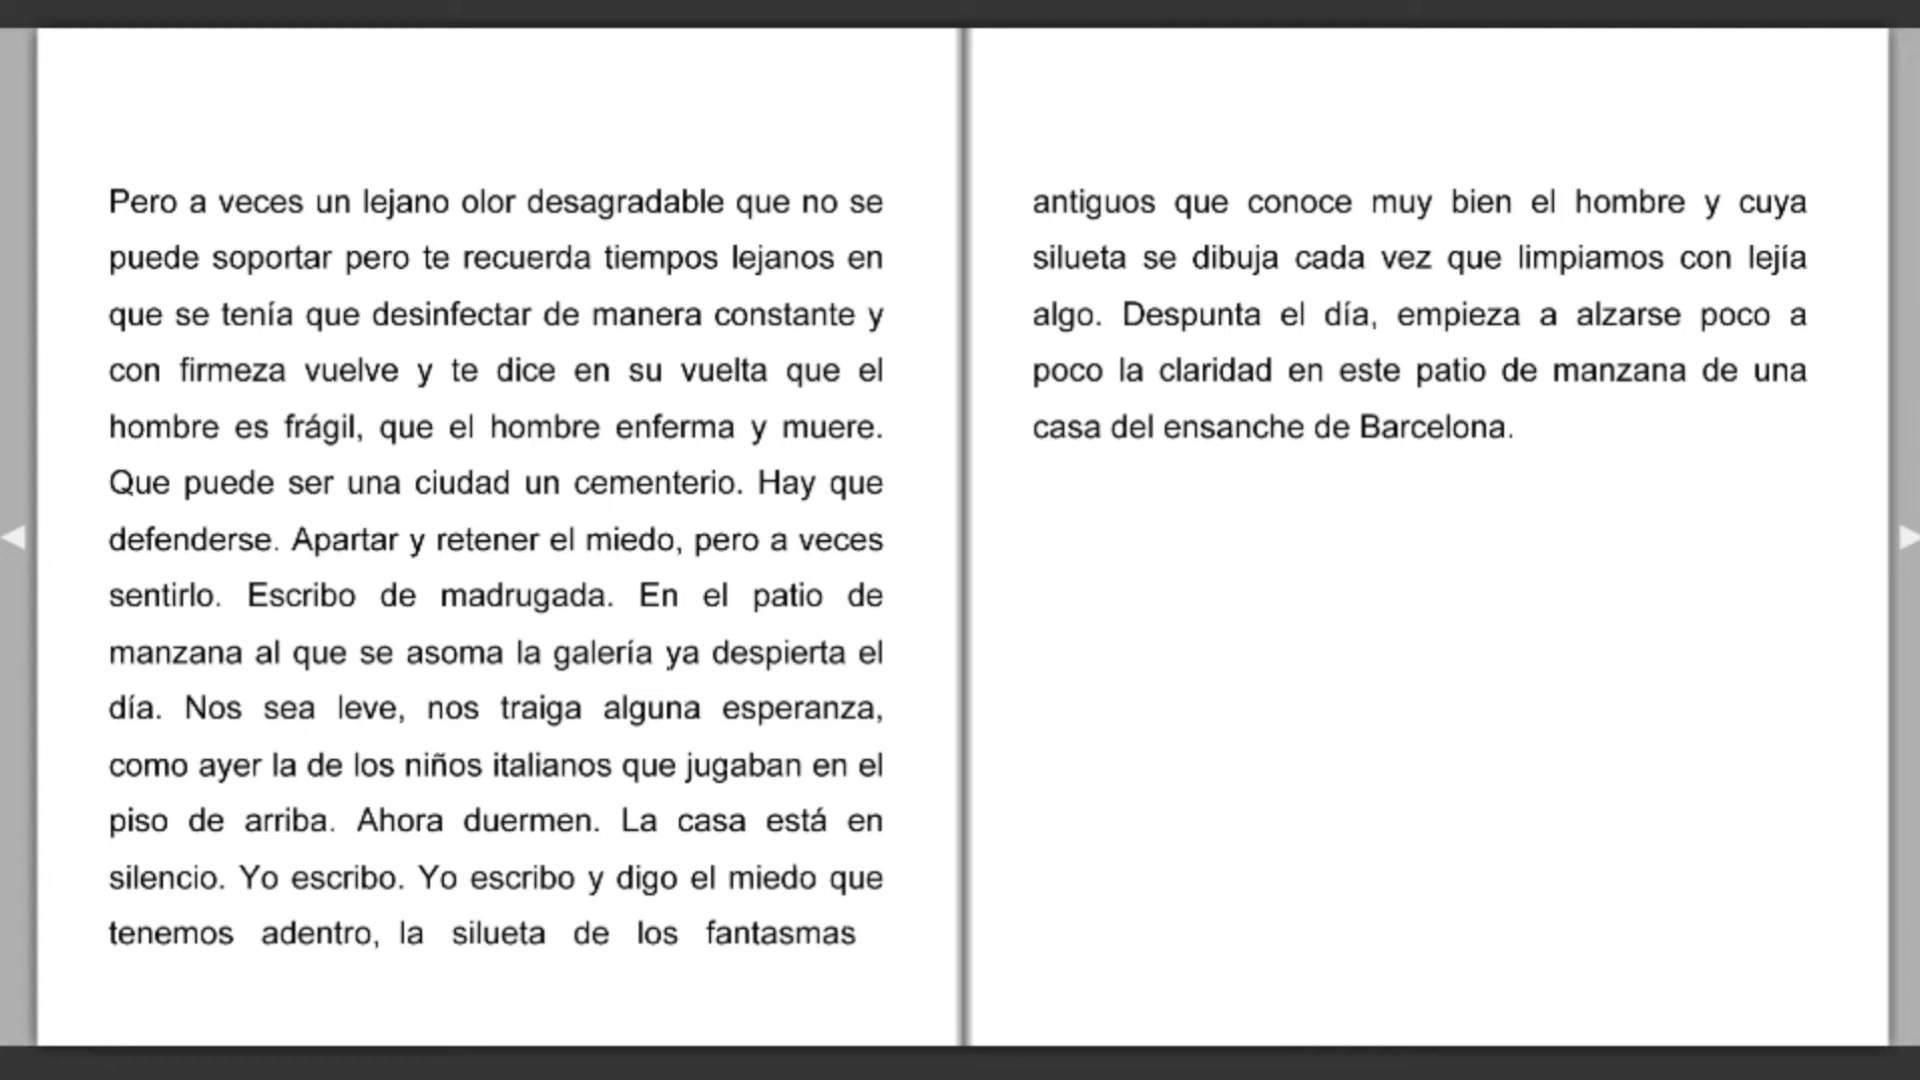 Pero a veces un lejano olor desagradable que no se
puede soportar pero te recuerda tiempos lejanos en
que se tenía que desinfectar de manera constante y
con firmeza vuelve y te dice en su vuelta que el
hombre es frágil, que el hombre enferma y muere.
Que puede ser una ciudad un cementerio. Hay que
defenderse. Apartar y retener el miedo, pero a veces
sentirlo. Escribo de madrugada. En el patio de
manzana al que se asoma la galería ya despierta el
día. Nos sea leve, nos traiga alguna esperanza,
como ayer la de los niños italianos que jugaban en el
piso de arriba. Ahora duermen. La casa está en
silencio. Yo escribo. Yo escribo y digo el miedo que
tenemos adentro, la silueta de los fantasmas
antiguos que conoce muy bien el hombre y cuya
silueta se dibuja cada vez que limpiamos con lejía
algo. Despunta el día, empieza a alzarse poco a
poco la claridad en este patio de manzana de una
casa del ensanche de Barcelona.